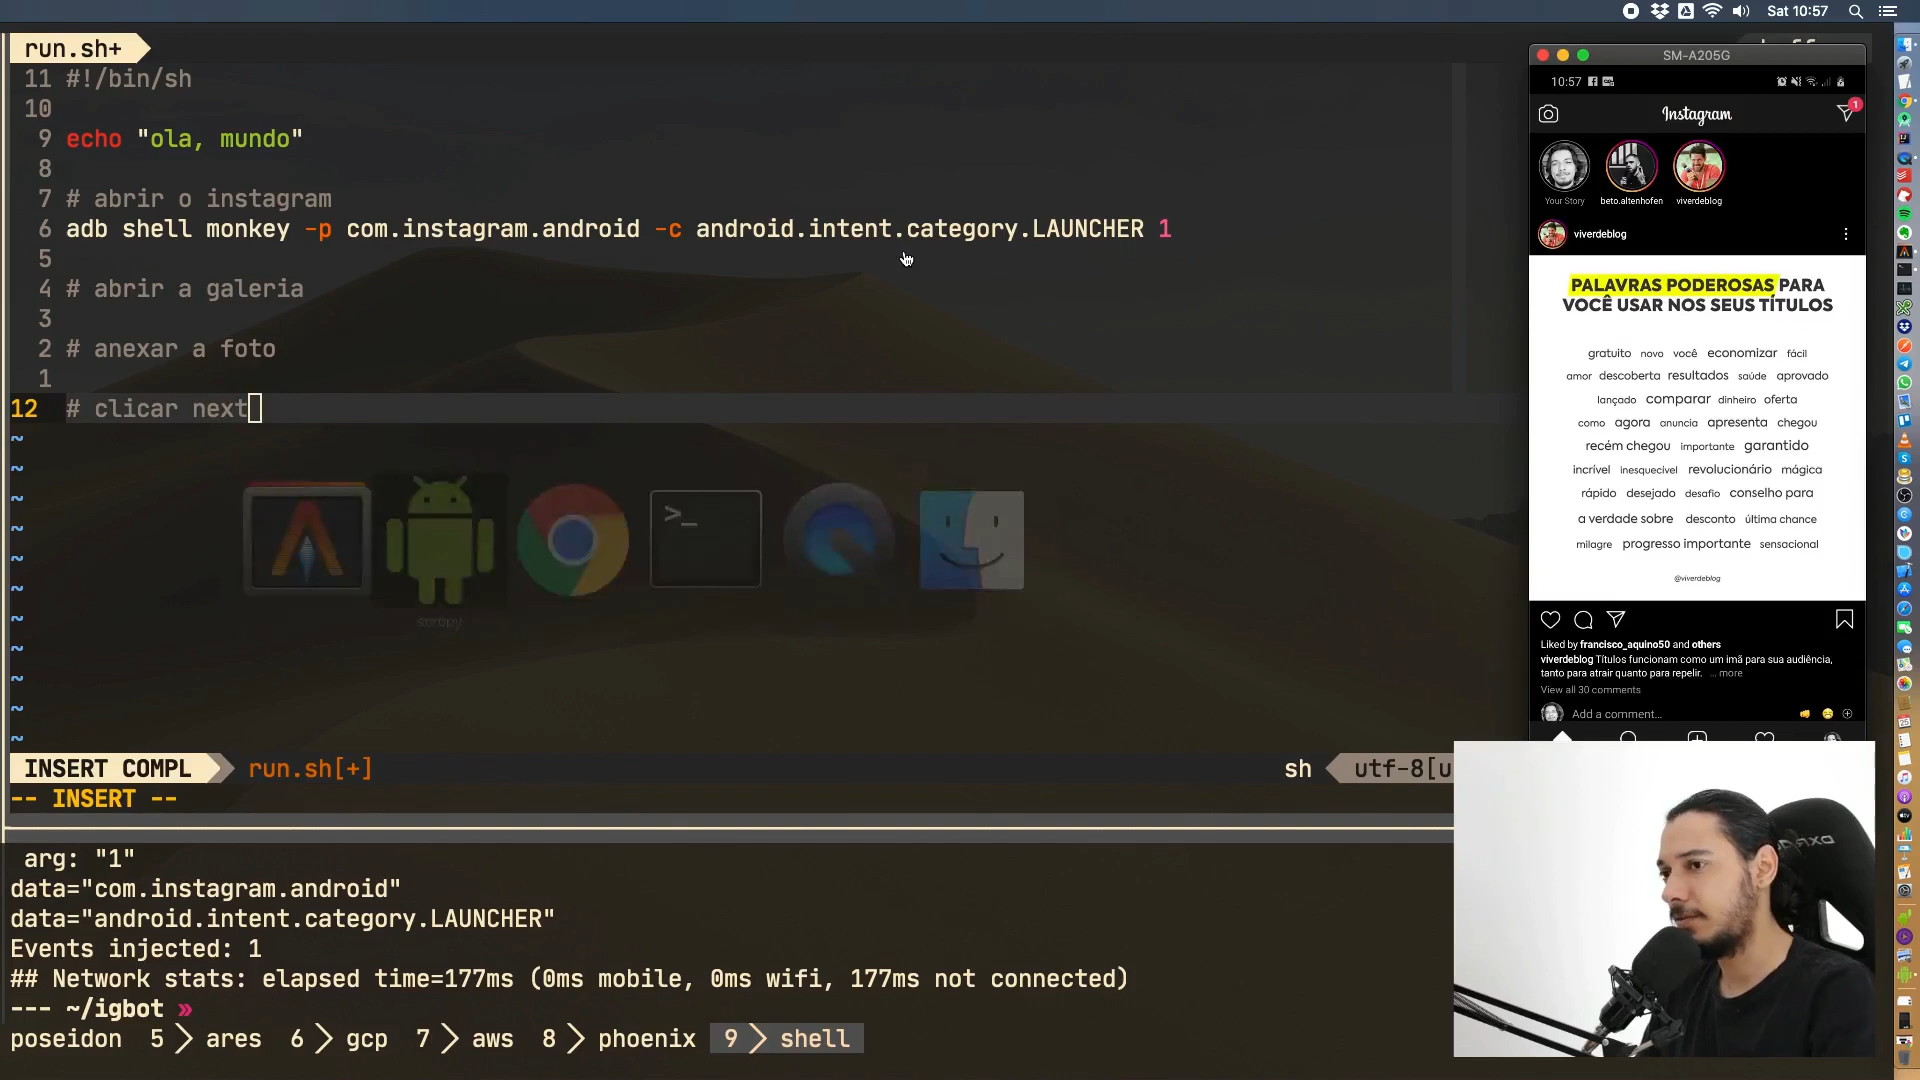 Sat 10:57
run.sh+
11 #!/bin/sh
10
9 echo "ola, mundo"
8
7 # abrir o instagram
6 adb shell monkey -p com.instagram.android -c android.intent.category.LAUNCHER 1
5
4 # abrir a galeria
3
2 # anexar a foto
1
12 # clicar next
~
~
~
~
~
~
~
~
~
~
~
>_
scrcpy
INSERT COMPL run.sh[+] sh utf-8[u
-- INSERT --
arg: "1"
data="com.instagram.android"
data="android.intent.category.LAUNCHER"
Events injected: 1
## Network stats: elapsed time=177ms (0ms mobile, 0ms wifi, 177ms not connected)
--- ~/igbot »
poseidon 5 > ares 6 > gcp 7 > aws 8 > phoenix 9 > shell
SM-A205G
10:57
Instagram
1
Your Story beto.altenhofen viverdeblog
viverdeblog
PALAVRAS PODEROSAS PARA
VOCÊ USAR NOS SEUS TÍTULOS
gratuito novo você economizar fácil
amor descoberta resultados saúde aprovado
lançado comparar dinheiro oferta
como agora anuncia apresenta chegou
recém chegou importante garantido
incrível inesquecível revolucionário mágica
rápido desejado desafio conselho para
a verdade sobre desconto última chance
milagre progresso importante sensacional
@viverdeblog
Liked by francisco_aquino50 and others
viverdeblog Títulos funcionam como um imã para sua audiência,
tanto para atrair quanto para repelir. ... more
View all 30 comments
Add a comment...